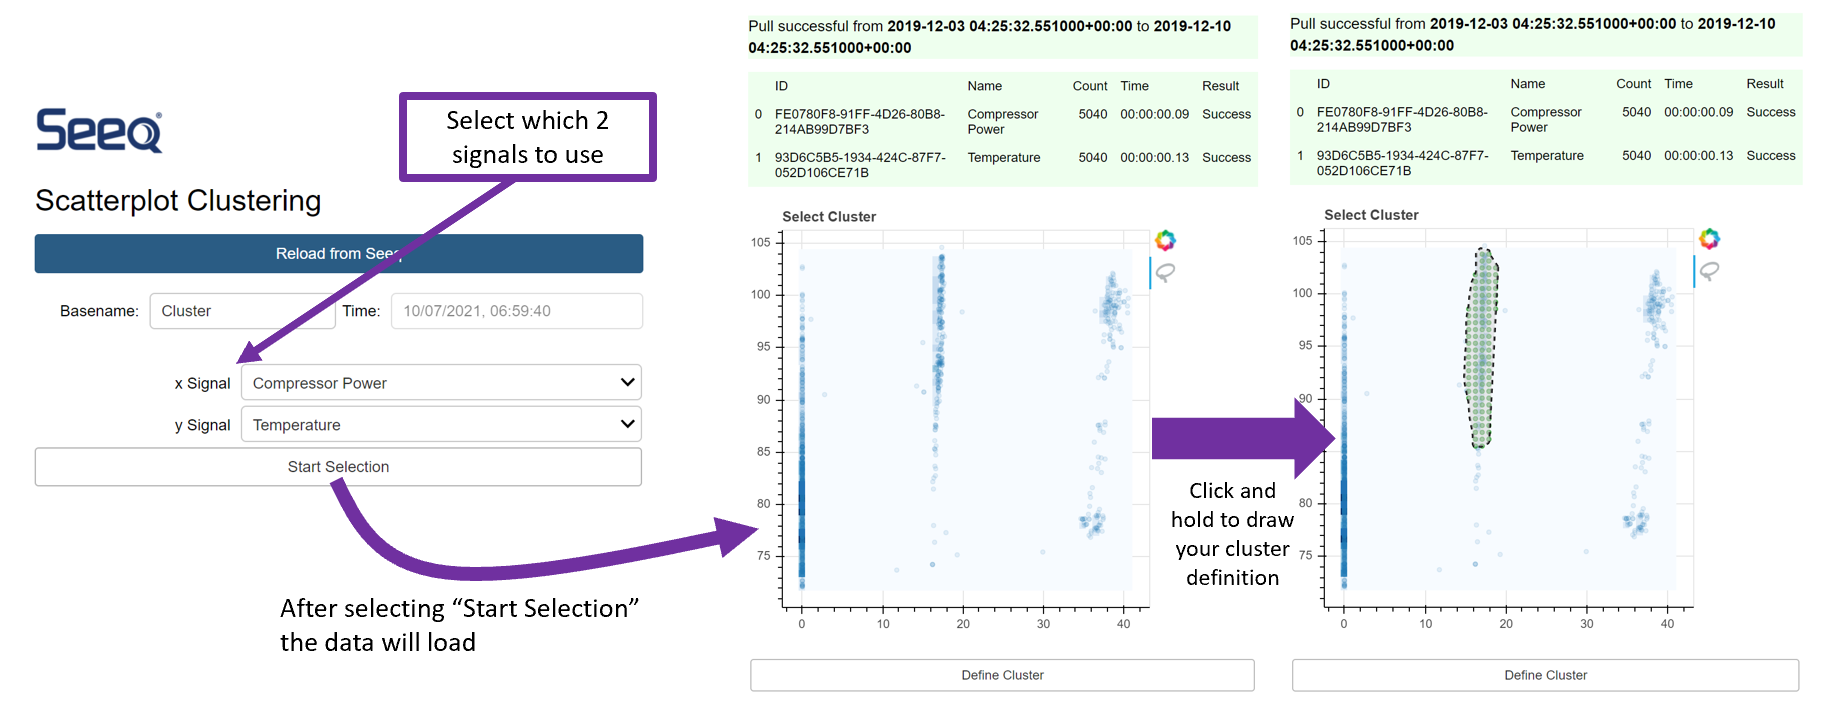 Seeq®
Scatterplot Clustering
Reload from Seeq
Basename:
Cluster
Time:
10/07/2021, 06:59:40
x Signal
Compressor Power
y Signal
Temperature
Start Selection
Select which 2
signals to use
After selecting “Start Selection”
the data will load
Pull successful from 2019-12-03 04:25:32.551000+00:00 to 2019-12-10
04:25:32.551000+00:00
ID Name Count Time Result
0 FE0780F8-91FF-4D26-80B8- Compressor 5040 00:00:00.09 Success
214AB99D7BF3 Power
1 93D6C5B5-1934-424C-87F7- Temperature 5040 00:00:00.13 Success
052D106CE71B
Select Cluster
105
100
95
90
85
80
75
0 10 20 30 40
Define Cluster
Click and
hold to draw
your cluster
definition
Pull successful from 2019-12-03 04:25:32.551000+00:00 to 2019-12-10
04:25:32.551000+00:00
ID Name Count Time Result
0 FE0780F8-91FF-4D26-80B8- Compressor 5040 00:00:00.09 Success
214AB99D7BF3 Power
1 93D6C5B5-1934-424C-87F7- Temperature 5040 00:00:00.13 Success
052D106CE71B
Select Cluster
105
100
95
90
85
80
75
0 10 20 30 40
Define Cluster